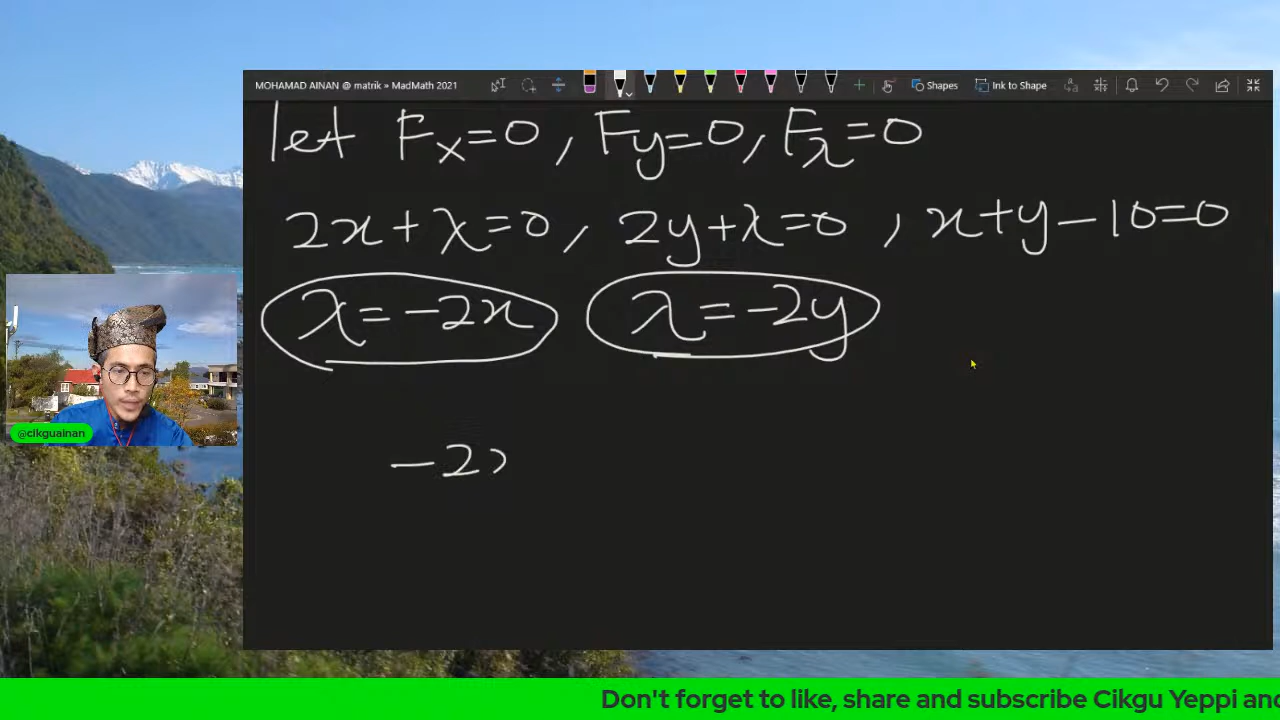 MOHAMAD AINAN @ matrik » MadMath 2021
Shapes
Ink to Shape
let Fx=0, Fy=0, Fλ=0
2x+λ=0, 2y+λ=0, x+y-10=0
λ=-2x λ=-2y
-2
@cikguainan
Don't forget to like, share and subscribe Cikgu Yeppi and